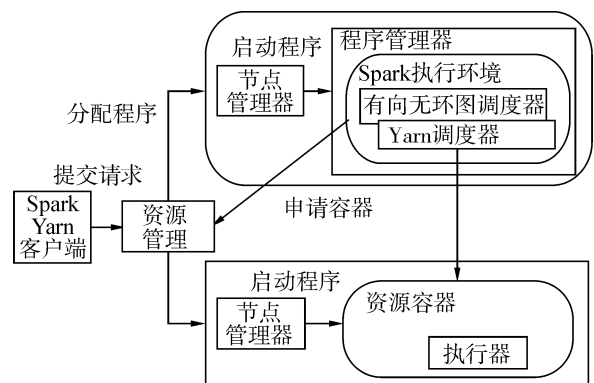 启动程序
程序管理器
节点
管理器
Spark执行环境
有向无环图调度器
Yarn调度器
分配程序
提交请求
Spark
Yarn
客户端
资源
管理
申请容器
启动程序
节点
管理器
资源容器
执行器